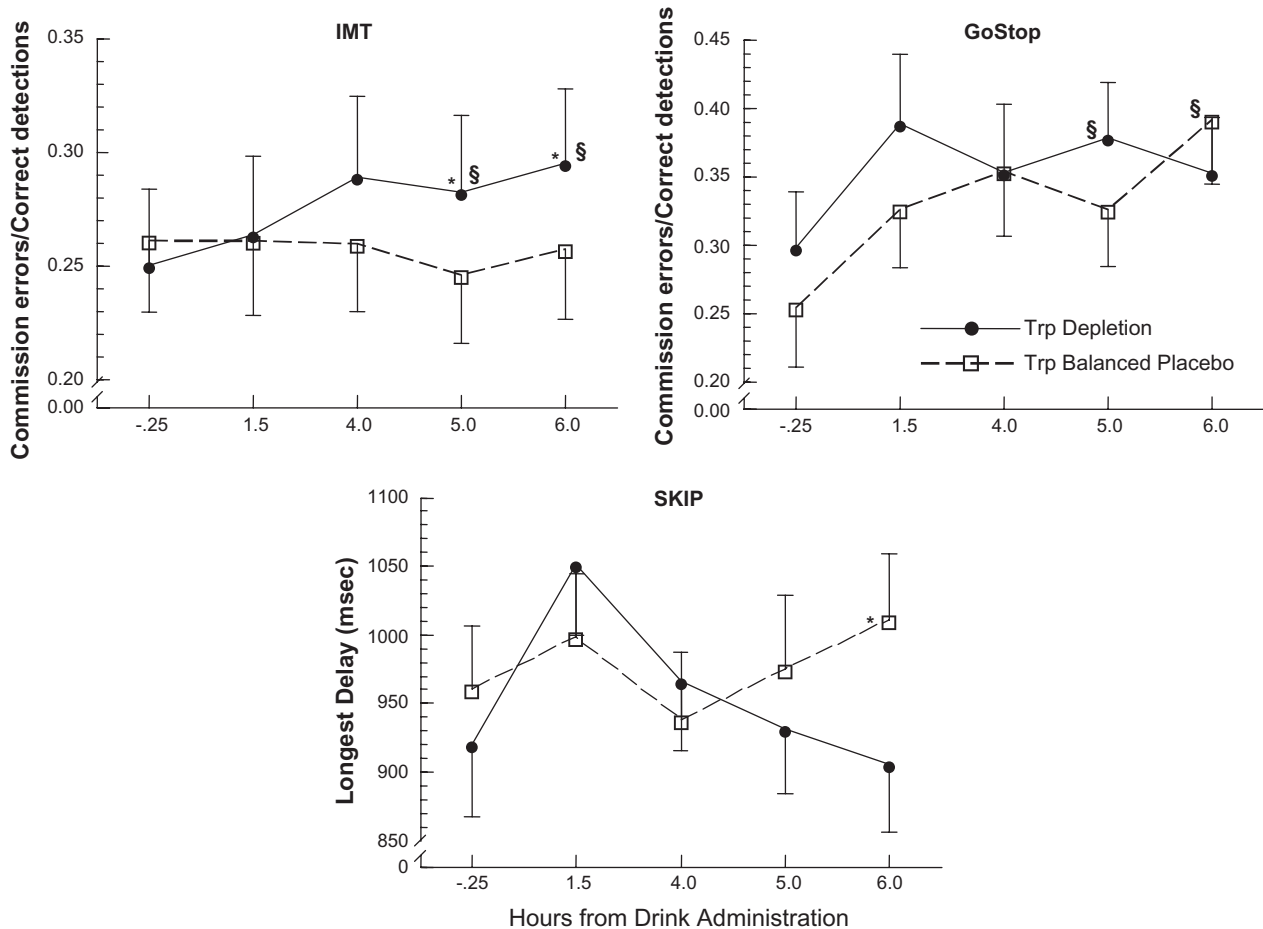 IMT
Commission errors/Correct detections
0.35
0.30
0.25
0.20
0.00
* §
* §
-.25 1.5 4.0 5.0 6.0
GoStop
Commission errors/Correct detections
0.45
0.40
0.35
0.30
0.25
0.20
0.00
§
§
Trp Depletion
Trp Balanced Placebo
-.25 1.5 4.0 5.0 6.0
SKIP
Longest Delay (msec)
1100
1050
1000
950
900
850
0
*
-.25 1.5 4.0 5.0 6.0
Hours from Drink Administration